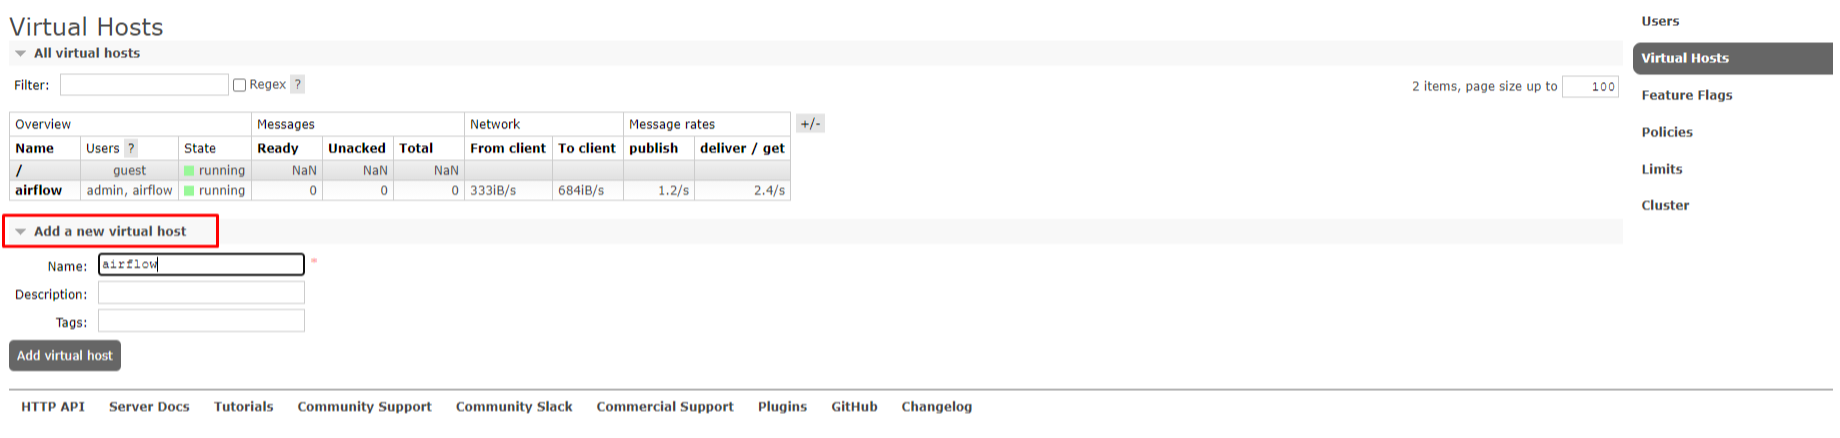 Virtual Hosts
All virtual hosts
Filter: Regex ? 2 items, page size up to 100
Overview Messages Network Message rates +/-
Name Users ? State Ready Unacked Total From client To client publish deliver / get
/ guest running NaN NaN NaN
airflow admin, airflow running 0 0 0 333iB/s 684iB/s 1.2/s 2.4/s
Add a new virtual host
Name: airflow *
Description:
Tags:
Add virtual host
HTTP API Server Docs Tutorials Community Support Community Slack Commercial Support Plugins GitHub Changelog
Users
Virtual Hosts
Feature Flags
Policies
Limits
Cluster